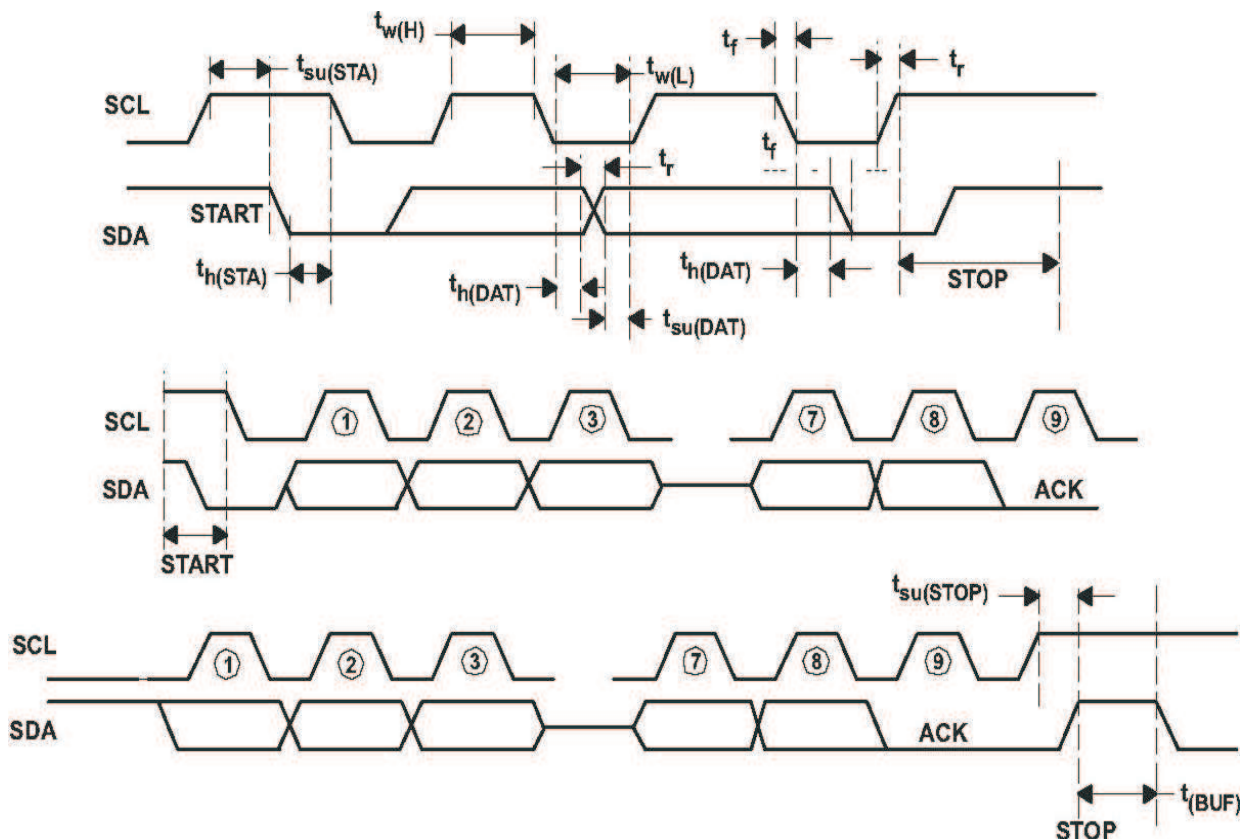 tw(H)
tf
tsu(STA)
tw(L)
tr
SCL
tf
tr
START
SDA
th(STA)
th(DAT)
th(DAT)
STOP
tsu(DAT)
SCL
1 2 3 7 8 9
SDA
ACK
START
tsu(STOP)
SCL
1 2 3 7 8 9
SDA
ACK
t(BUF)
STOP